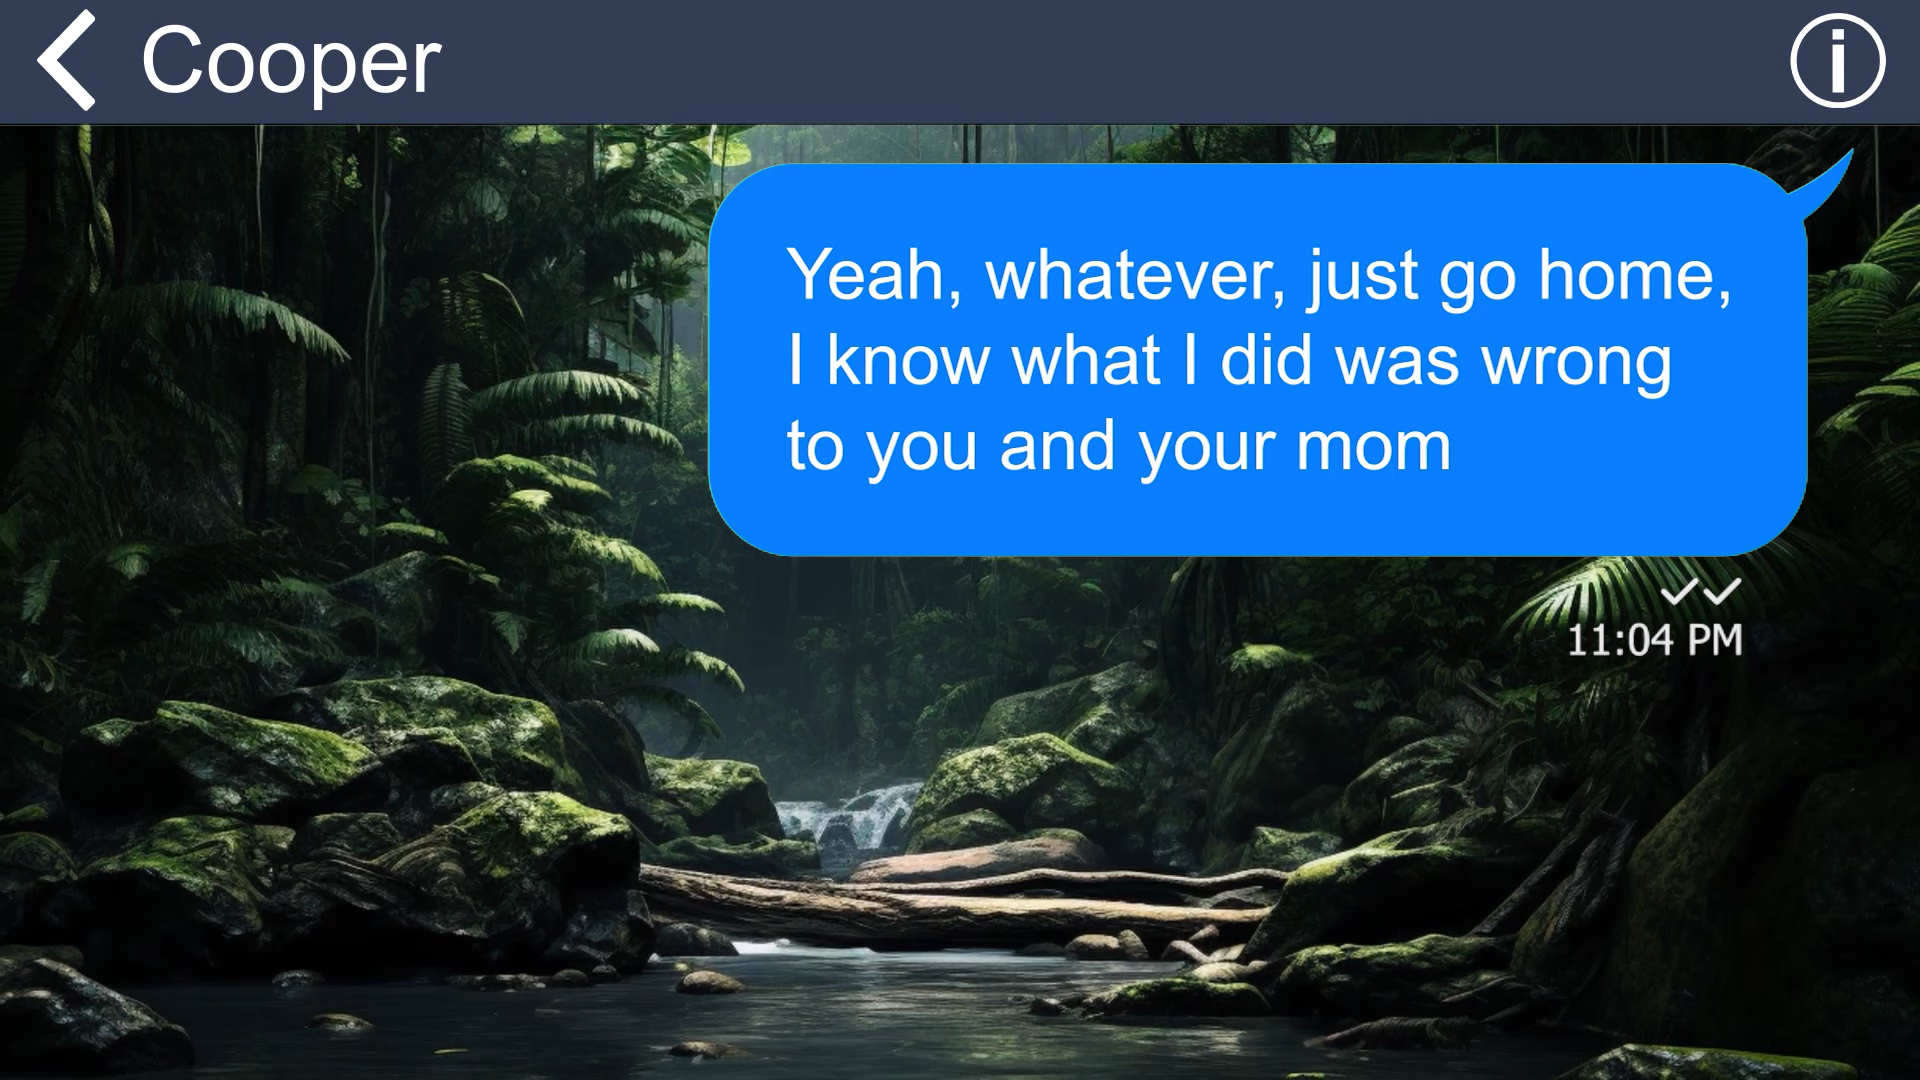 Cooper
Yeah, whatever, just go home,
I know what I did was wrong
to you and your mom
11:04 PM